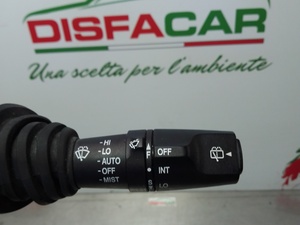 DISFACAR
Una scelta per l'ambiente
HI
LO
AUTO
OFF
MIST
OFF
INT
LO